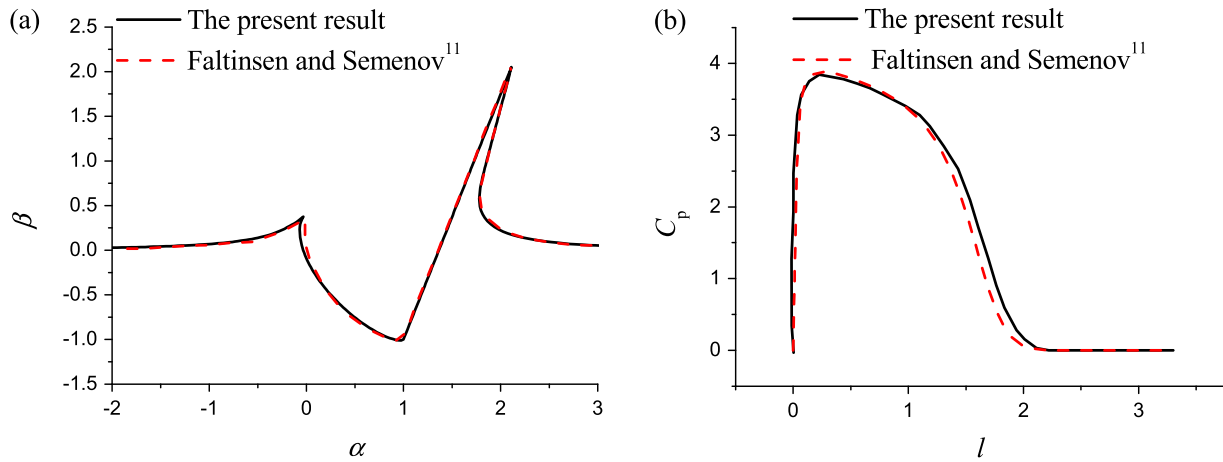 (a)
The present result
Faltinsen and Semenov11
2.5
2.0
1.5
1.0
0.5
0.0
-0.5
-1.0
-1.5
β
-2
-1
0
1
2
3
α
(b)
The present result
Faltinsen and Semenov11
4
3
2
1
0
Cp
0
1
2
3
l